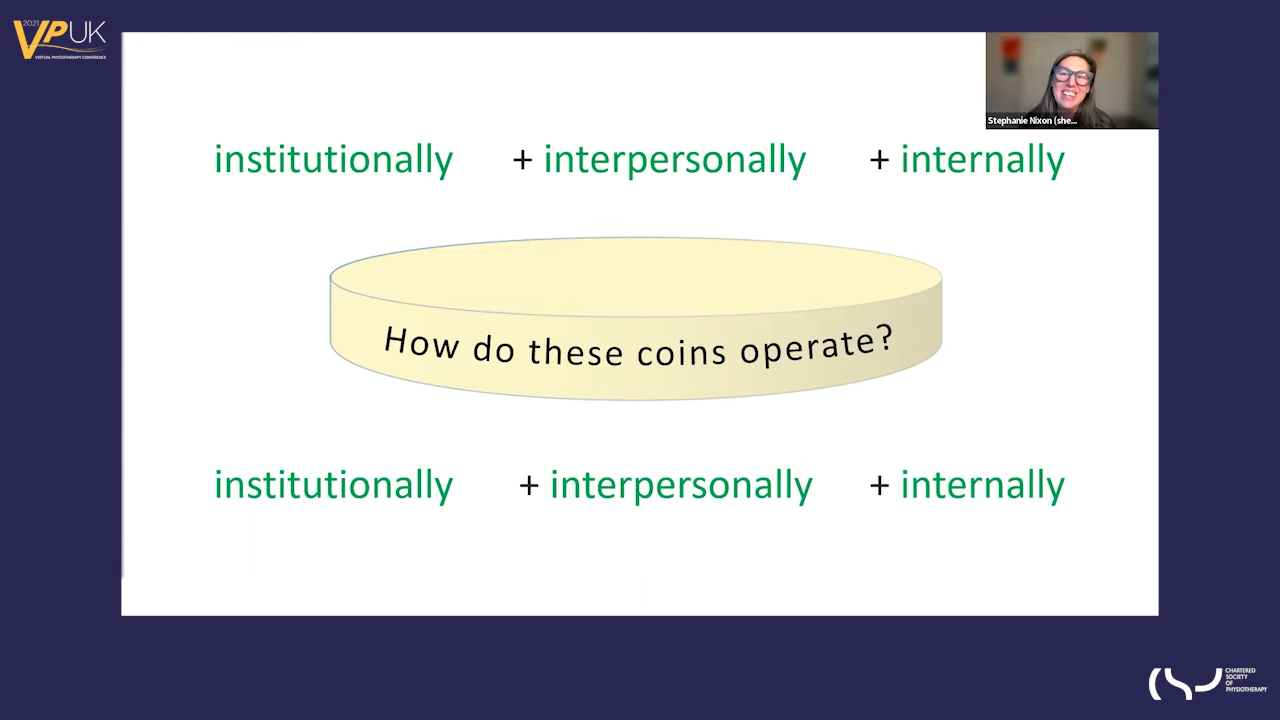 2021
VPUK
VIRTUAL PHYSIOTHERAPY CONFERENCE
Stephanie Nixon (she...
institutionally + interpersonally + internally
How do these coins operate?
institutionally + interpersonally + internally
CHARTERED
SOCIETY
OF
PHYSIOTHERAPY